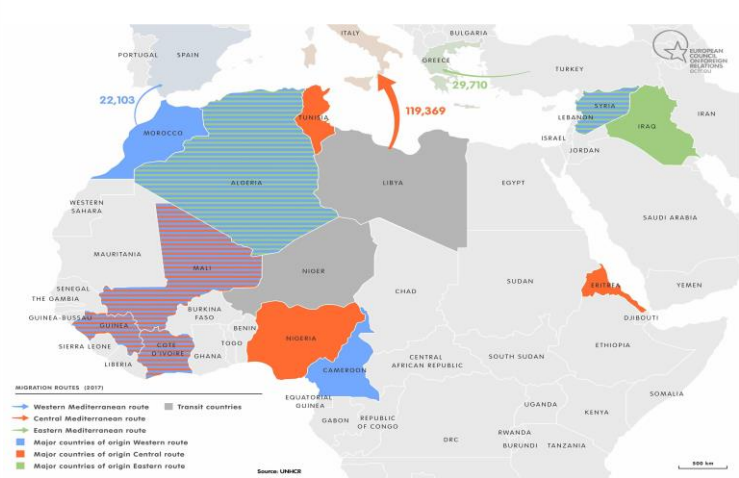 ITALY
BULGARIA
PORTUGAL
SPAIN
GREECE
TURKEY
EUROPEAN
COUNCIL
ON FOREIGN
RELATIONS
ecfr.eu
22,103
29,710
119,369
MOROCCO
TUNISIA
SYRIA
LEBANON
IRAQ
IRAN
ISRAEL
JORDAN
ALGERIA
LIBYA
EGYPT
WESTERN
SAHARA
SAUDI ARABIA
MAURITANIA
MALI
NIGER
CHAD
SUDAN
ERITREA
YEMEN
SENEGAL
THE GAMBIA
GUINEA-BUSSAU
GUINEA
BURKINA
FASO
DJIBOUTI
SIERRA LEONE
COTE
D'IVOIRE
LIBERIA
GHANA
TOGO
BENIN
NIGERIA
CAMEROON
CENTRAL
AFRICAN REPUBLIC
SOUTH SUDAN
ETHIOPIA
SOMALIA
EQUATORIAL
GUINEA
GABON
REPUBLIC
OF CONGO
DRC
UGANDA
KENYA
RWANDA
BURUNDI
TANZANIA
MIGRATION ROUTES (2017)
Western Mediterranean route
Transit countries
Central Mediterranean route
Eastern Mediterranean route
Major countries of origin Western route
Major countries of origin Central route
Major countries of origin Eastern route
Source: UNHCR
500 km